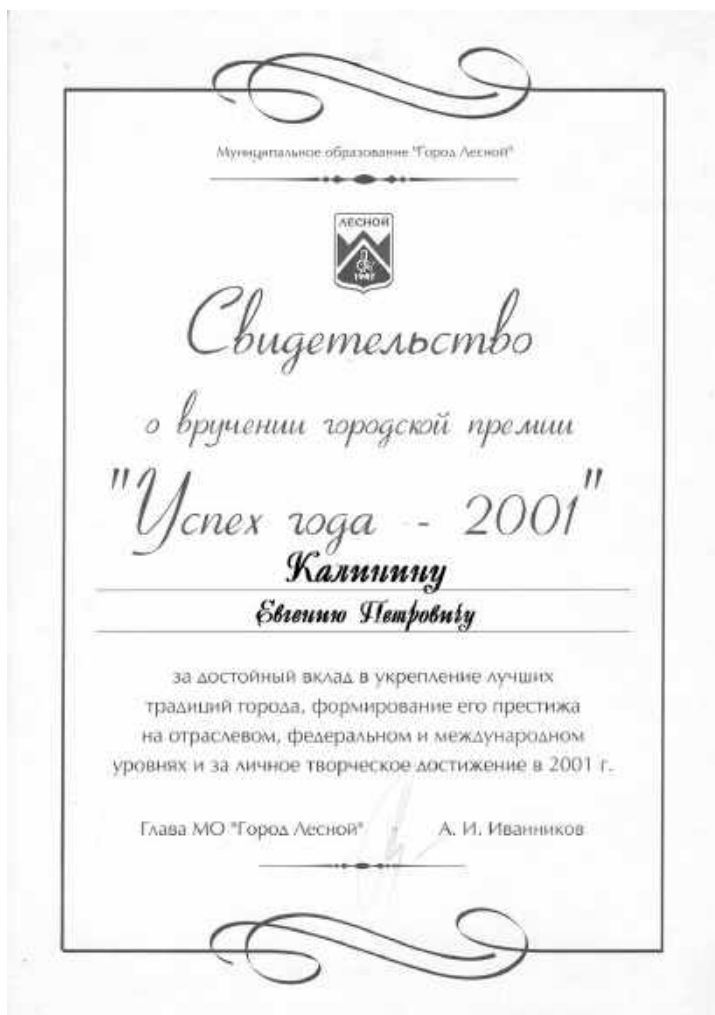 Муниципальное образование "Город Лесной"
ЛЕСНОЙ
1947
Свидетельство
о вручении городской премии
"Успех года - 2001"
Калинину
Евгению Петровичу
за достойный вклад в укрепление лучших
традиций города, формирование его престижа
на отраслевом, федеральном и международном
уровнях и за личное творческое достижение в 2001 г.
Глава МО "Город Лесной" А. И. Иванников